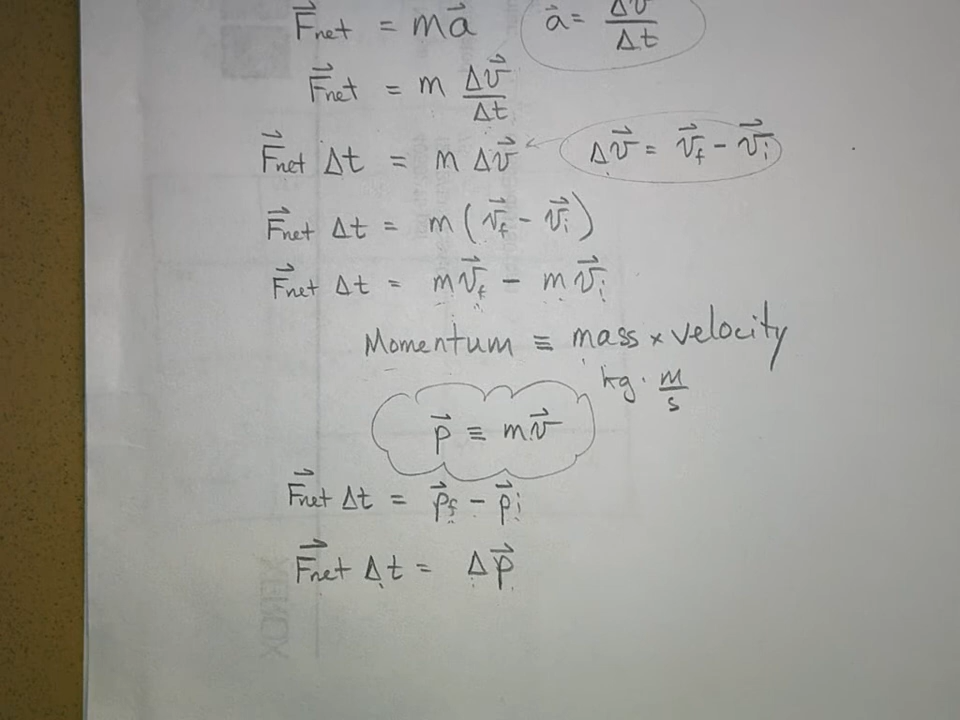 F⃗net = ma⃗   a⃗ = Δv⃗/Δt
F⃗net = m Δv⃗/Δt
F⃗net Δt = m Δv⃗   Δv⃗ = v⃗f - v⃗i
F⃗net Δt = m(v⃗f - v⃗i)
F⃗net Δt = mv⃗f - mv⃗i
Momentum ≡ mass × velocity
kg · m/s
p⃗ ≡ mv⃗
F⃗net Δt = p⃗f - p⃗i
F⃗net Δt = Δp⃗
XEROX